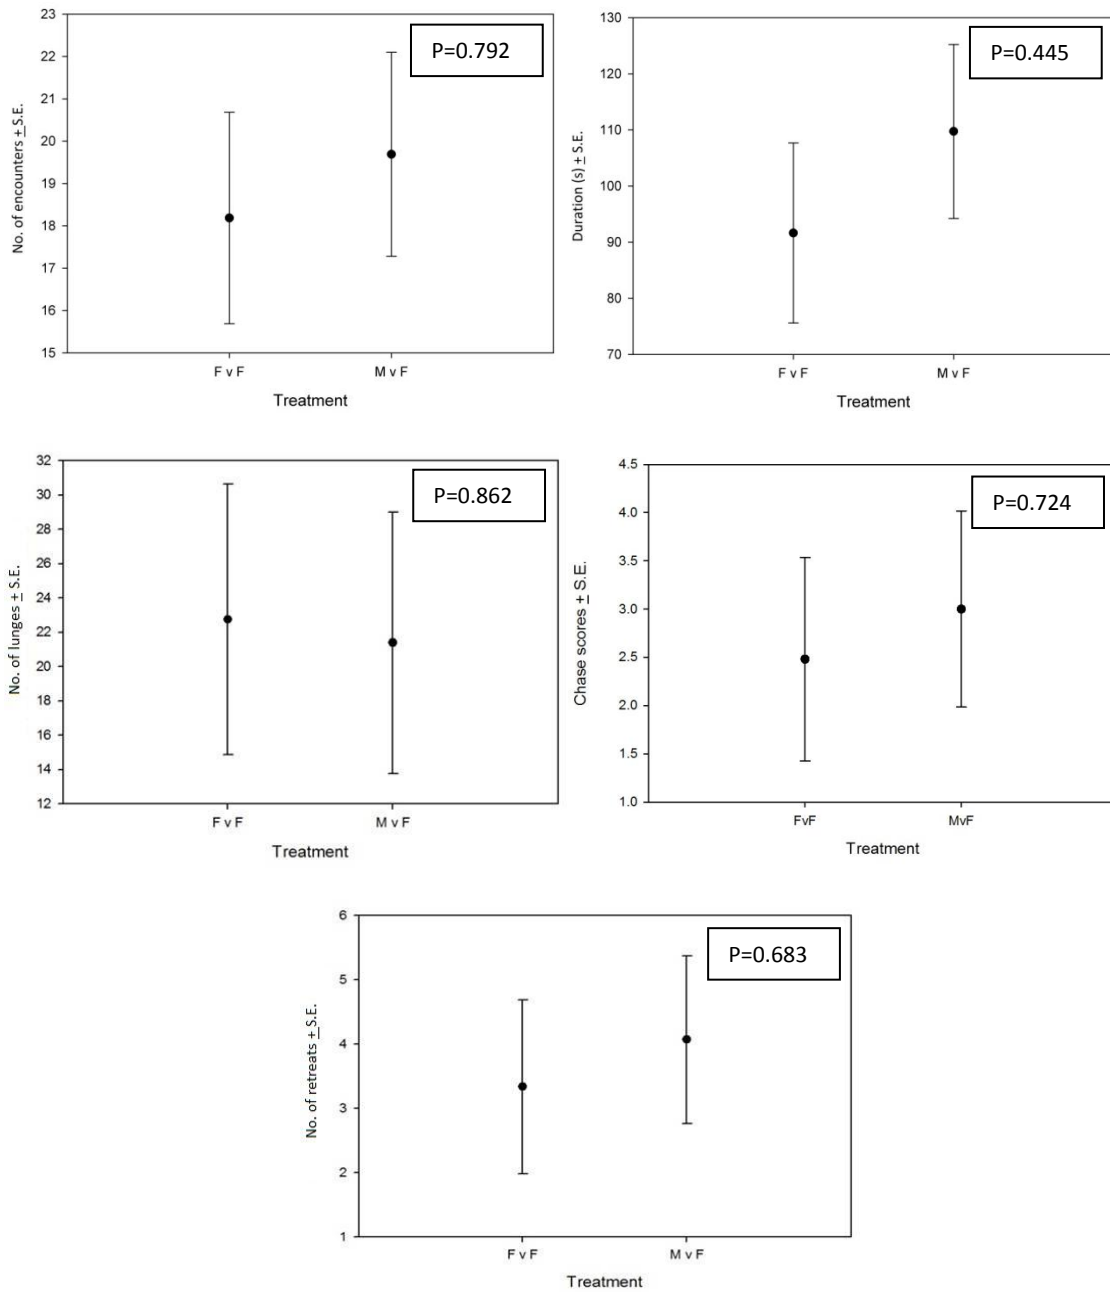 No. of encounters ± S.E.
23
22
21
20
19
18
17
16
15
P=0.792
F v F
M v F
Treatment
Duration (s) ± S.E.
130
120
110
100
90
80
70
P=0.445
F v F
M v F
Treatment
No. of lunges ± S.E.
32
30
28
26
24
22
20
18
16
14
12
P=0.862
F v F
M v F
Treatment
Chase scores ± S.E.
4.5
4.0
3.5
3.0
2.5
2.0
1.5
1.0
P=0.724
FvF
MvF
Treatment
No. of retreats ± S.E.
6
5
4
3
2
1
P=0.683
F v F
M v F
Treatment